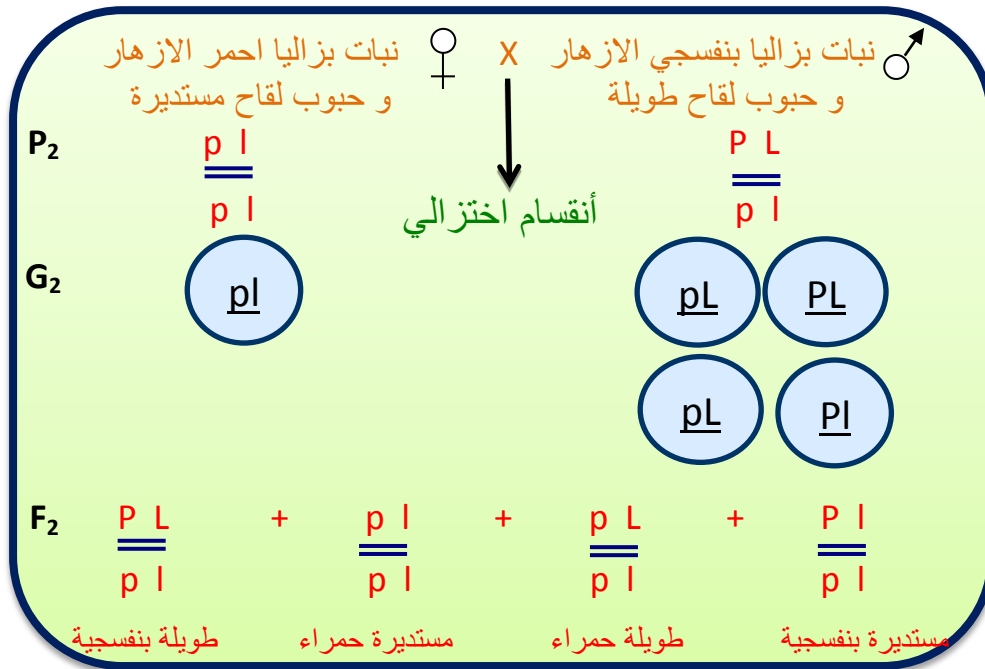 نبات بزاليا بنفسجي الازهار X نبات بزاليا احمر الازهار
و حبوب لقاح طويلة و حبوب لقاح مستديرة
P₂ p l P L
p l أنقسام اختزالي p l
G₂ pl pL PL
pL Pl
F₂ P L + p l + p L + P l
p l p l p l p l
طويلة بنفسجية مستديرة حمراء طويلة حمراء مستديرة بنفسجية